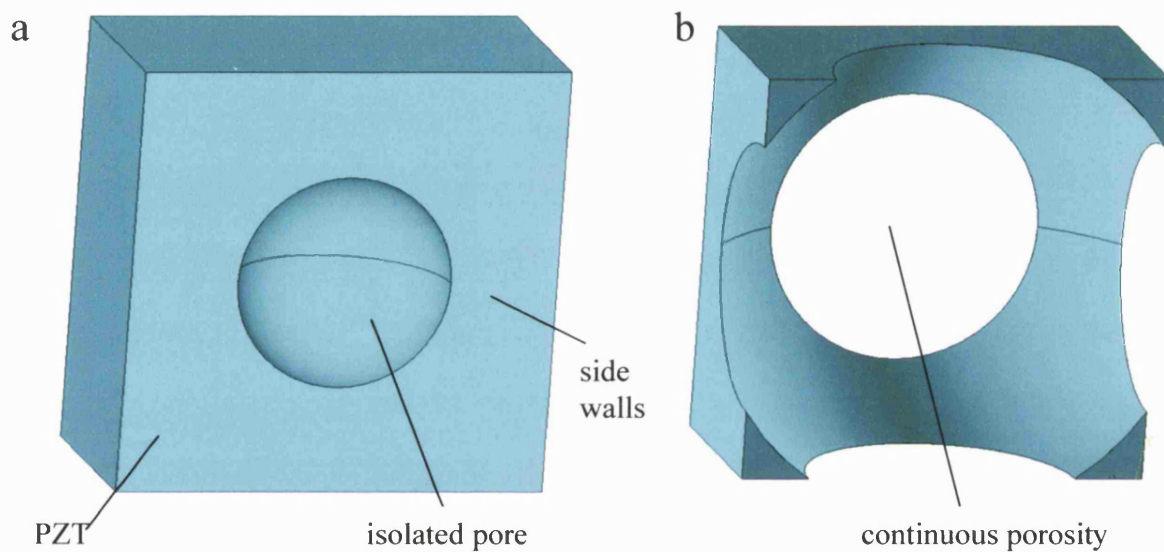 a
b
side
walls
PZT
isolated pore
continuous porosity